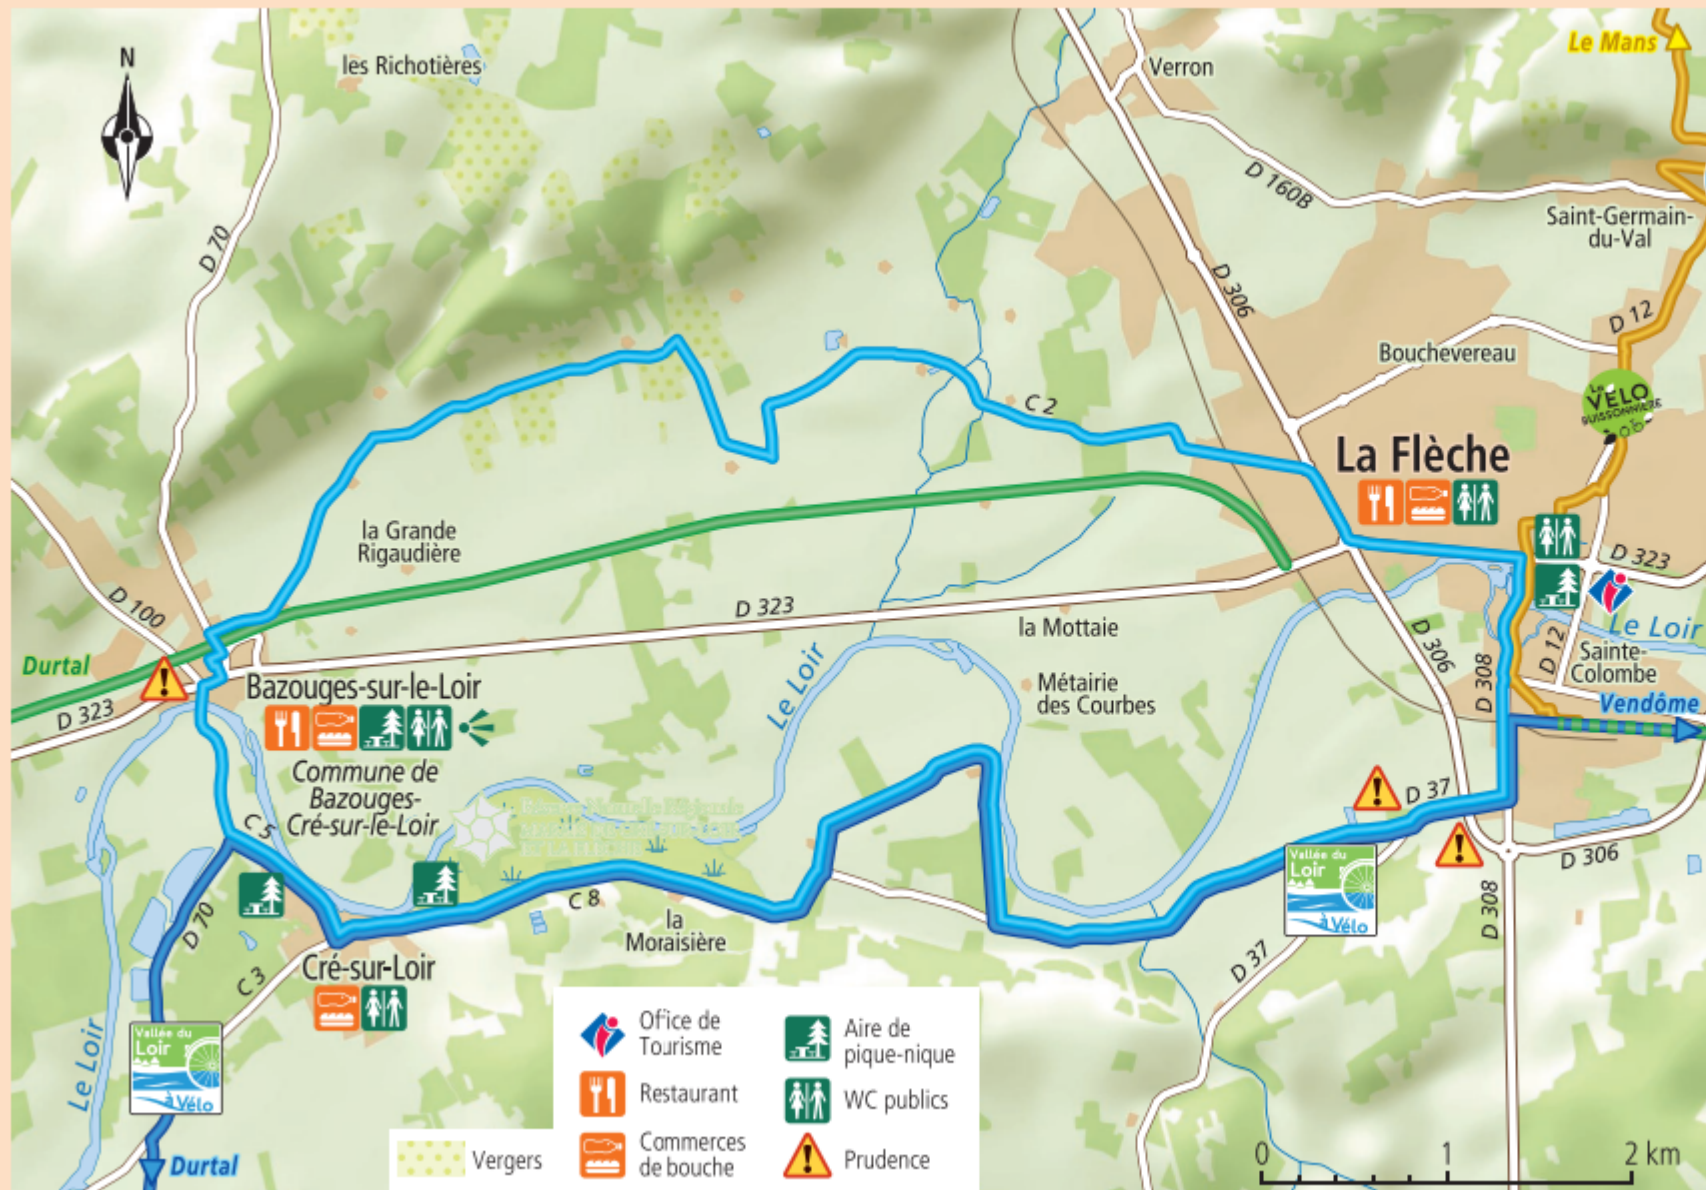 N
les Richotières
Verron
Le Mans
D 160B
Saint-Germain-
du-Val
D 70
D 306
D 12
Bouchevereau
Le
VÉLO
BUISSONNIÈRE
C 2
La Flèche
la Grande
Rigaudière
D 323
D 100
D 323
la Mottaie
Le Loir
D 306
D 308
D 12
Sainte-
Colombe
Le Loir
Durtal
D 323
Bazouges-sur-le-Loir
Métairie
des Courbes
Vendôme
Commune de
Bazouges-
Cré-sur-le-Loir
D 37
C 5
D 306
Vallée du
Loir
à Vélo
C 8
la
Moraisière
D 70
D 308
D 37
C 3
Cré-sur-Loir
Le Loir
Vallée du
Loir
à Vélo
Durtal
Vergers
Office de
Tourisme
Restaurant
Commerces
de bouche
Aire de
pique-nique
WC publics
Prudence
0 1 2 km